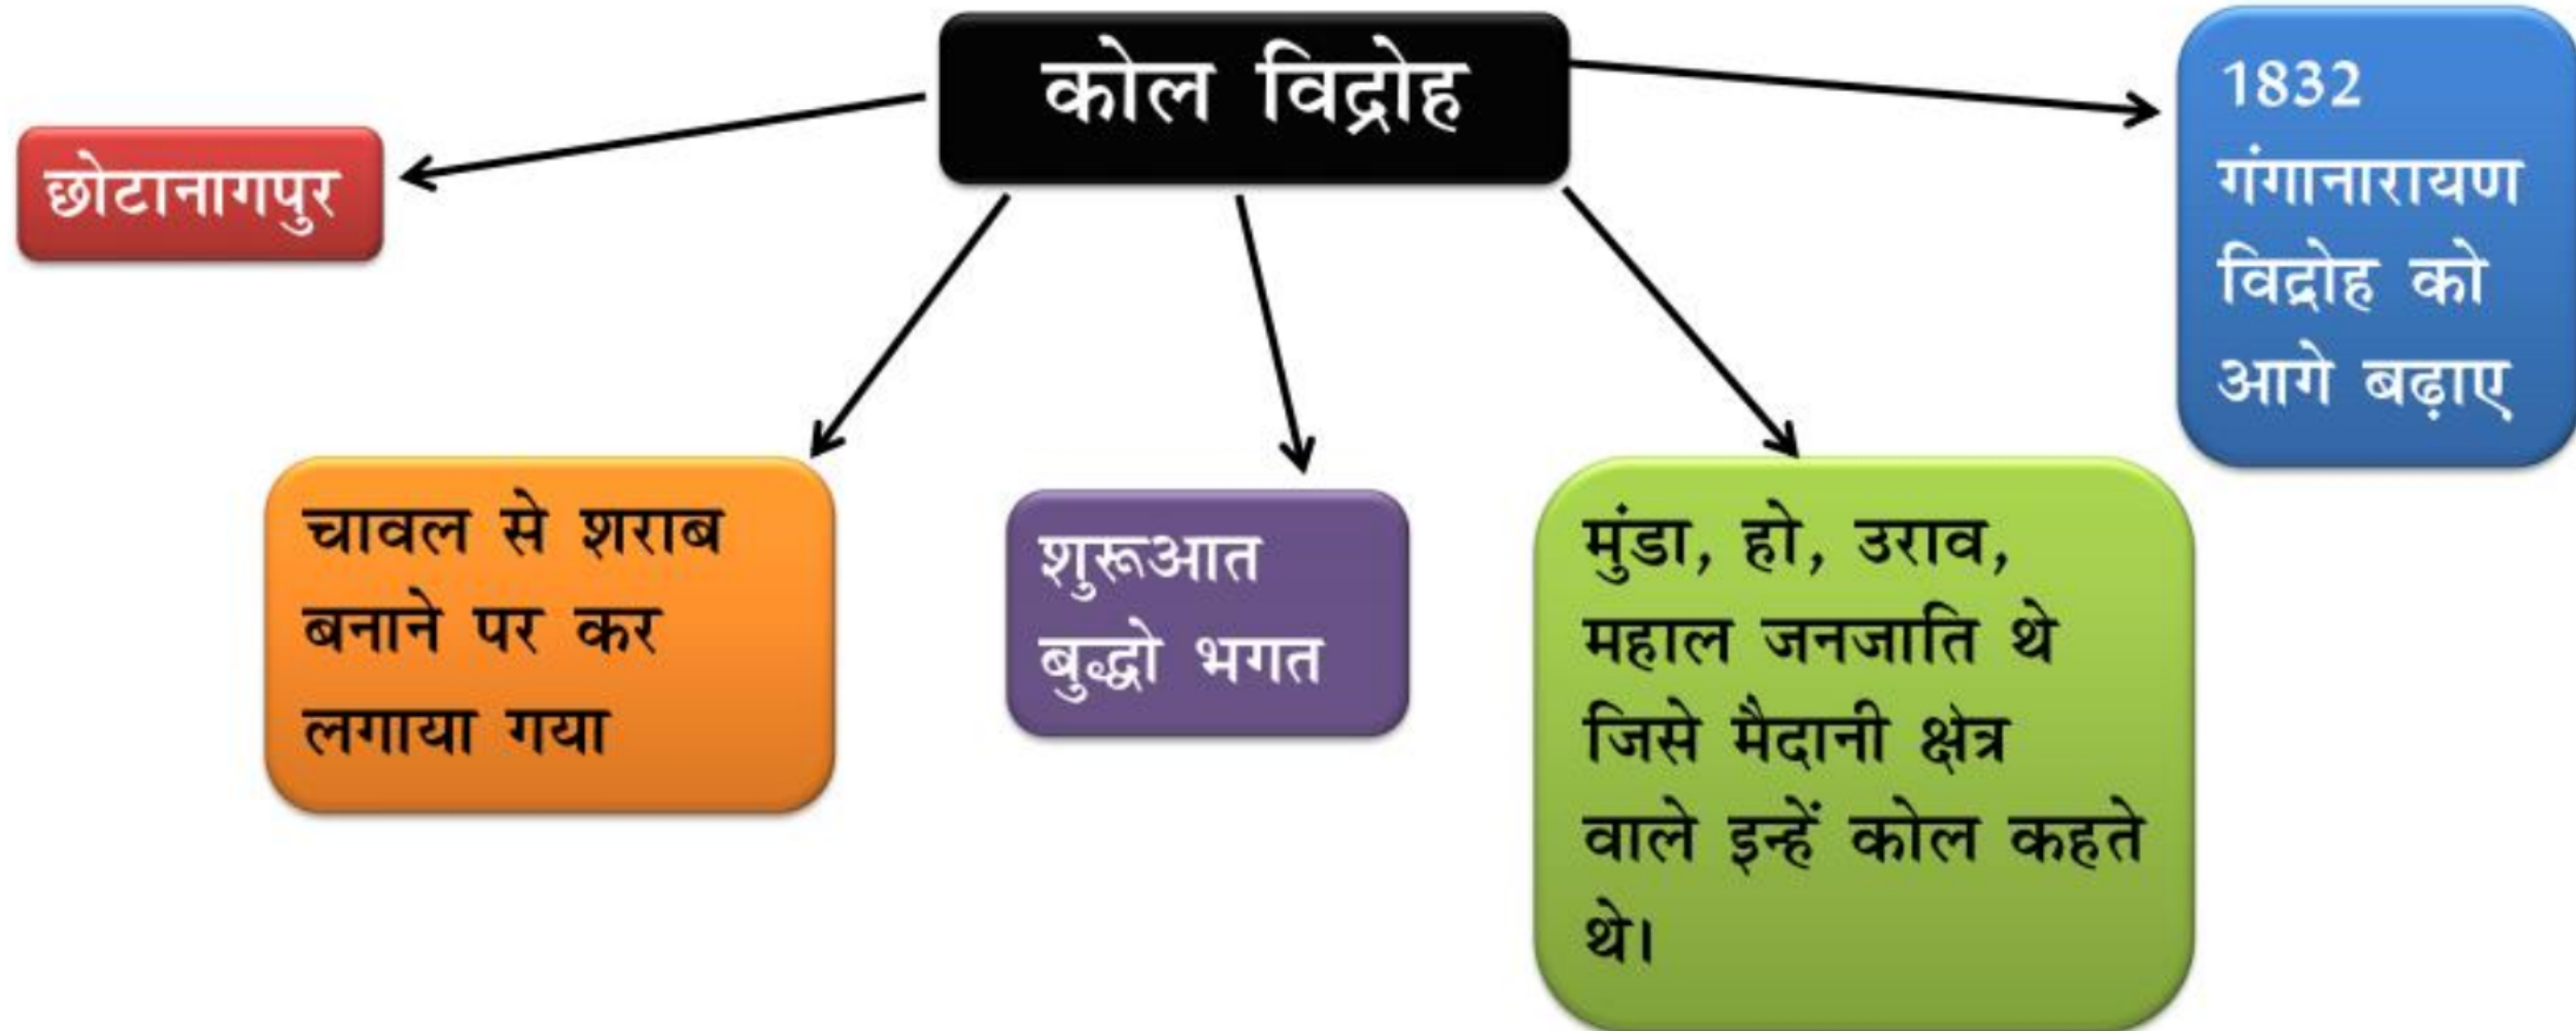 कोल विद्रोह
छोटानागपुर
चावल से शराब
बनाने पर कर
लगाया गया
शुरूआत
बुद्धो भगत
मुंडा, हो, उराव,
महाल जनजाति थे
जिसे मैदानी क्षेत्र
वाले इन्हें कोल कहते
थे।
1832
गंगानारायण
विद्रोह को
आगे बढ़ाए